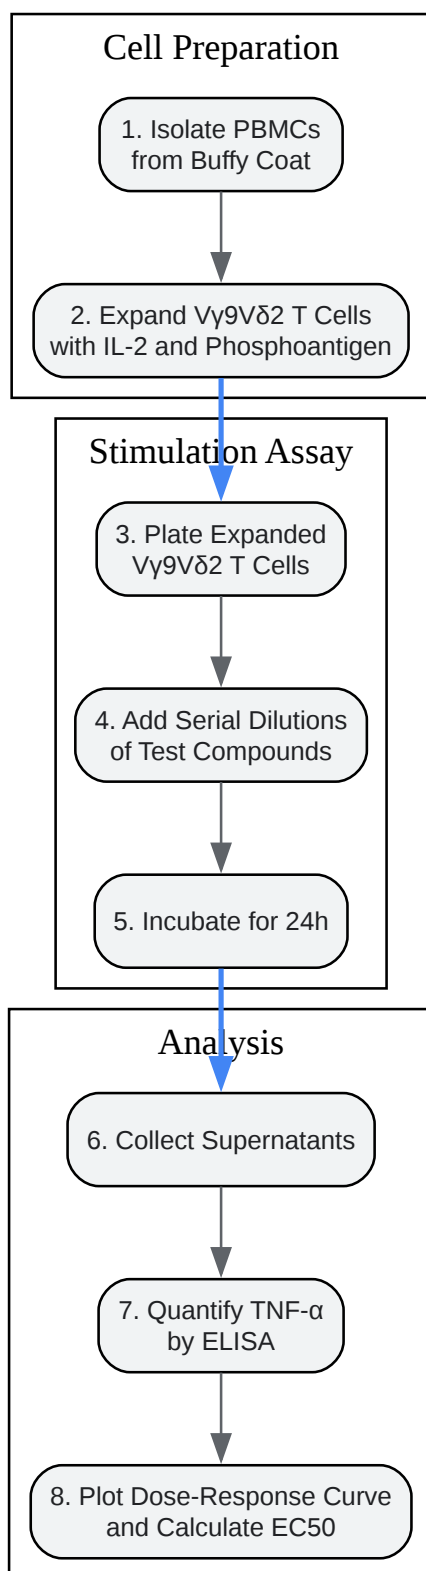 Cell Preparation
1. Isolate PBMCs
from Buffy Coat
2. Expand Vγ9Vδ2 T Cells
with IL-2 and Phosphoantigen
Stimulation Assay
3. Plate Expanded
Vγ9Vδ2 T Cells
4. Add Serial Dilutions
of Test Compounds
5. Incubate for 24h
Analysis
6. Collect Supernatants
7. Quantify TNF-α
by ELISA
8. Plot Dose-Response Curve
and Calculate EC50